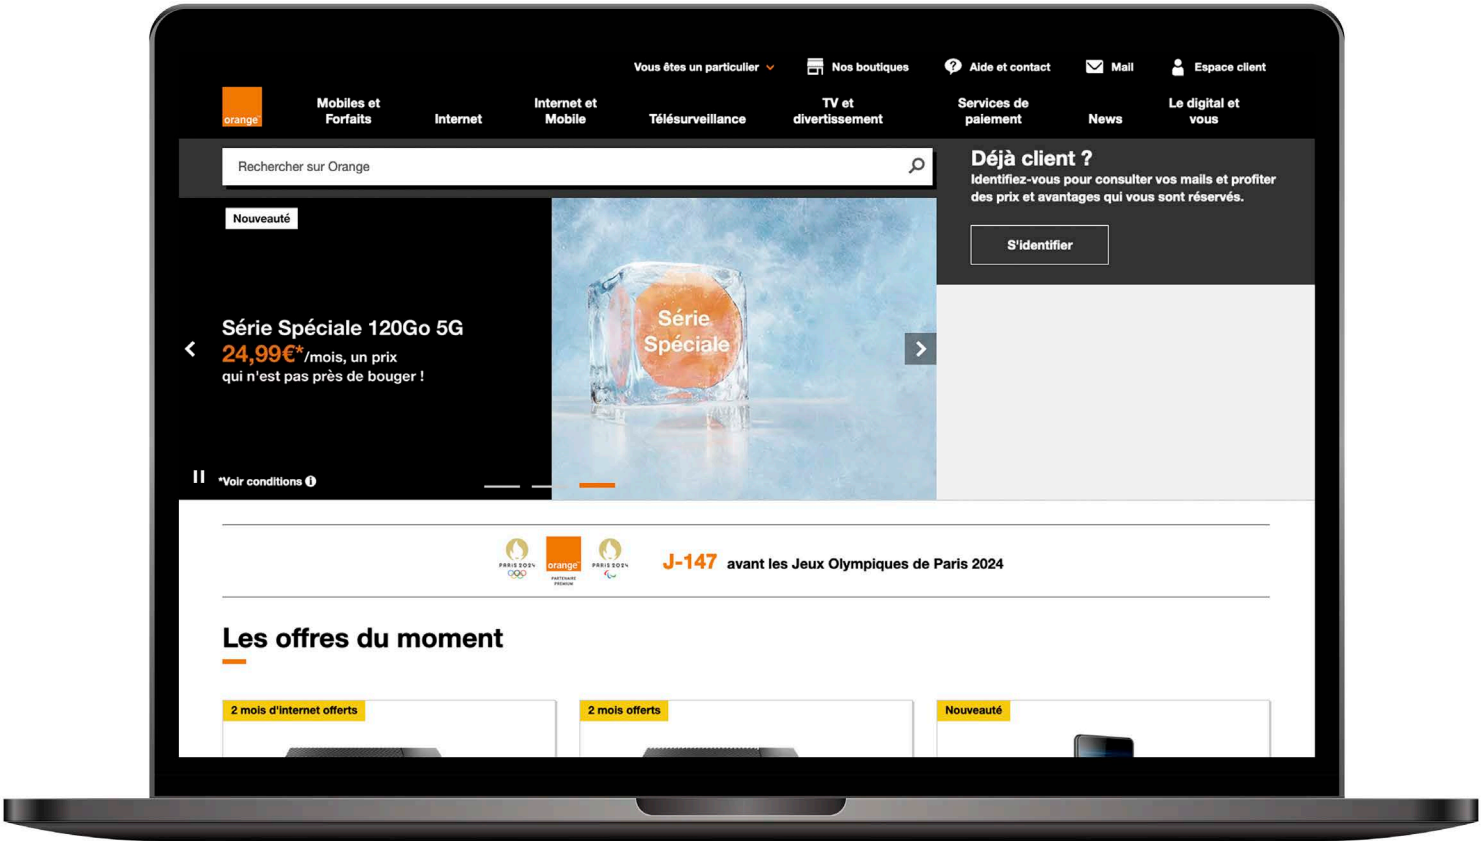 Vous êtes un particulier
Nos boutiques
Aide et contact
Mail
Espace client
orange™
Mobiles et
Forfaits
Internet
Internet et
Mobile
Télésurveillance
TV et
divertissement
Services de
paiement
News
Le digital et
vous
Rechercher sur Orange
Déjà client ?
Identifiez-vous pour consulter vos mails et profiter
des prix et avantages qui vous sont réservés.
S'identifier
Nouveauté
Série Spéciale 120Go 5G
24,99€*/mois, un prix
qui n'est pas près de bouger !
*Voir conditions
Série
Spéciale
PARIS 2024
orange™
PARTENAIRE
PREMIUM
PARIS 2024
J-147 avant les Jeux Olympiques de Paris 2024
Les offres du moment
2 mois d'internet offerts
2 mois offerts
Nouveauté